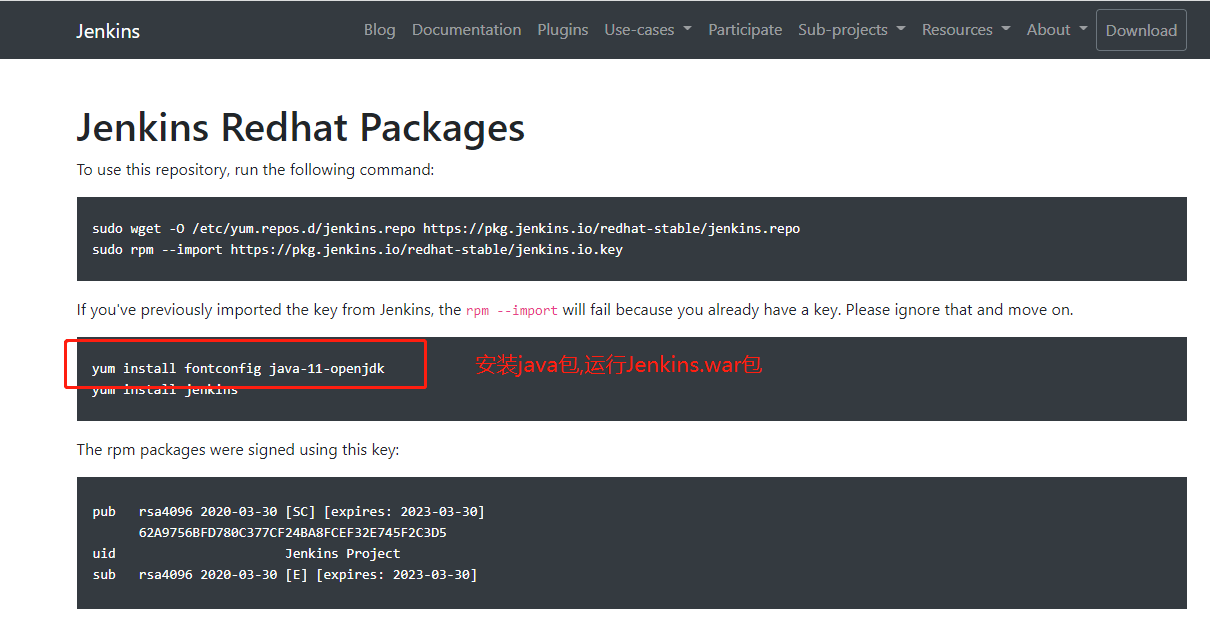 Jenkins Blog Documentation Plugins Use-cases Participate Sub-projects Resources About Download
Jenkins Redhat Packages
To use this repository, run the following command:
sudo wget -O /etc/yum.repos.d/jenkins.repo https://pkg.jenkins.io/redhat-stable/jenkins.repo
sudo rpm --import https://pkg.jenkins.io/redhat-stable/jenkins.io.key
If you've previously imported the key from Jenkins, the rpm --import will fail because you already have a key. Please ignore that and move on.
yum install fontconfig java-11-openjdk 安装java包,运行Jenkins.war包
yum install jenkins
The rpm packages were signed using this key:
pub rsa4096 2020-03-30 [SC] [expires: 2023-03-30]
62A9756BFD780C377CF24BA8FCEF32E745F2C3D5
uid Jenkins Project
sub rsa4096 2020-03-30 [E] [expires: 2023-03-30]